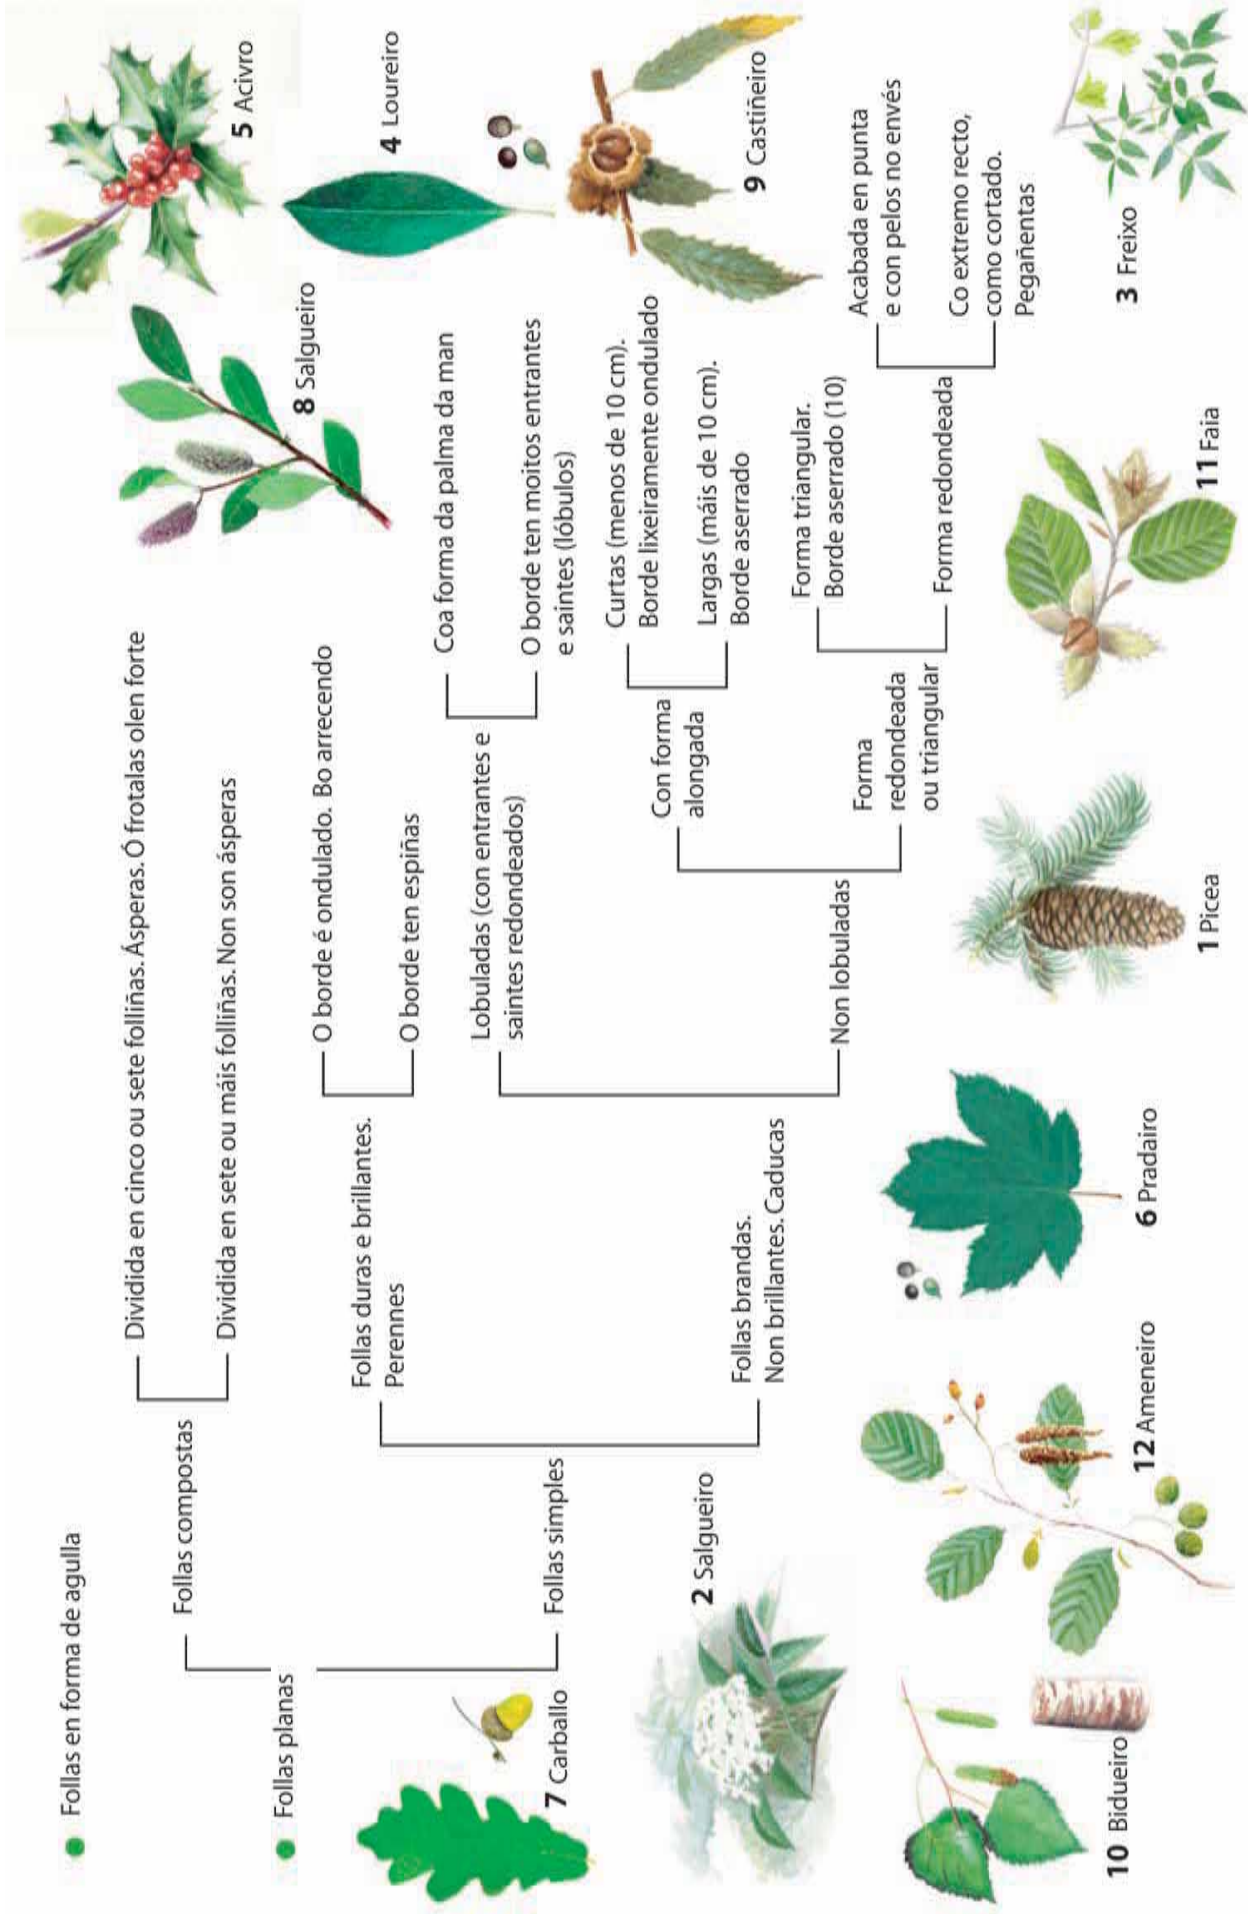 Follas en forma de agulla
Follas planas
Follas compostas
Dividida en cinco ou sete folliñas. Ásperas. Ó frotalas olen forte
Dividida en sete ou máis folliñas. Non son ásperas
Follas simples
Follas duras e brillantes.
Perennes
O borde é ondulado. Bo arrecendo
O borde ten espiñas
Follas brandas.
Non brillantes. Caducas
Lobuladas (con entrantes e
saintes redondeados)
Coa forma da palma da man
O borde ten moitos entrantes
e saintes (lóbulos)
Non lobuladas
Con forma
alongada
Curtas (menos de 10 cm).
Borde lixeiramente ondulado
Largas (máis de 10 cm).
Borde aserrado
Forma
redondeada
ou triangular
Forma triangular.
Borde aserrado (10)
Forma redondeada
Acabada en punta
e con pelos no envés
Co extremo recto,
como cortado.
Pegañentas
5 Acivro
8 Salgueiro
4 Loureiro
9 Castiñeiro
7 Carballo
2 Salgueiro
10 Bidueiro
12 Ameneiro
6 Pradairo
1 Picea
11 Faia
3 Freixo